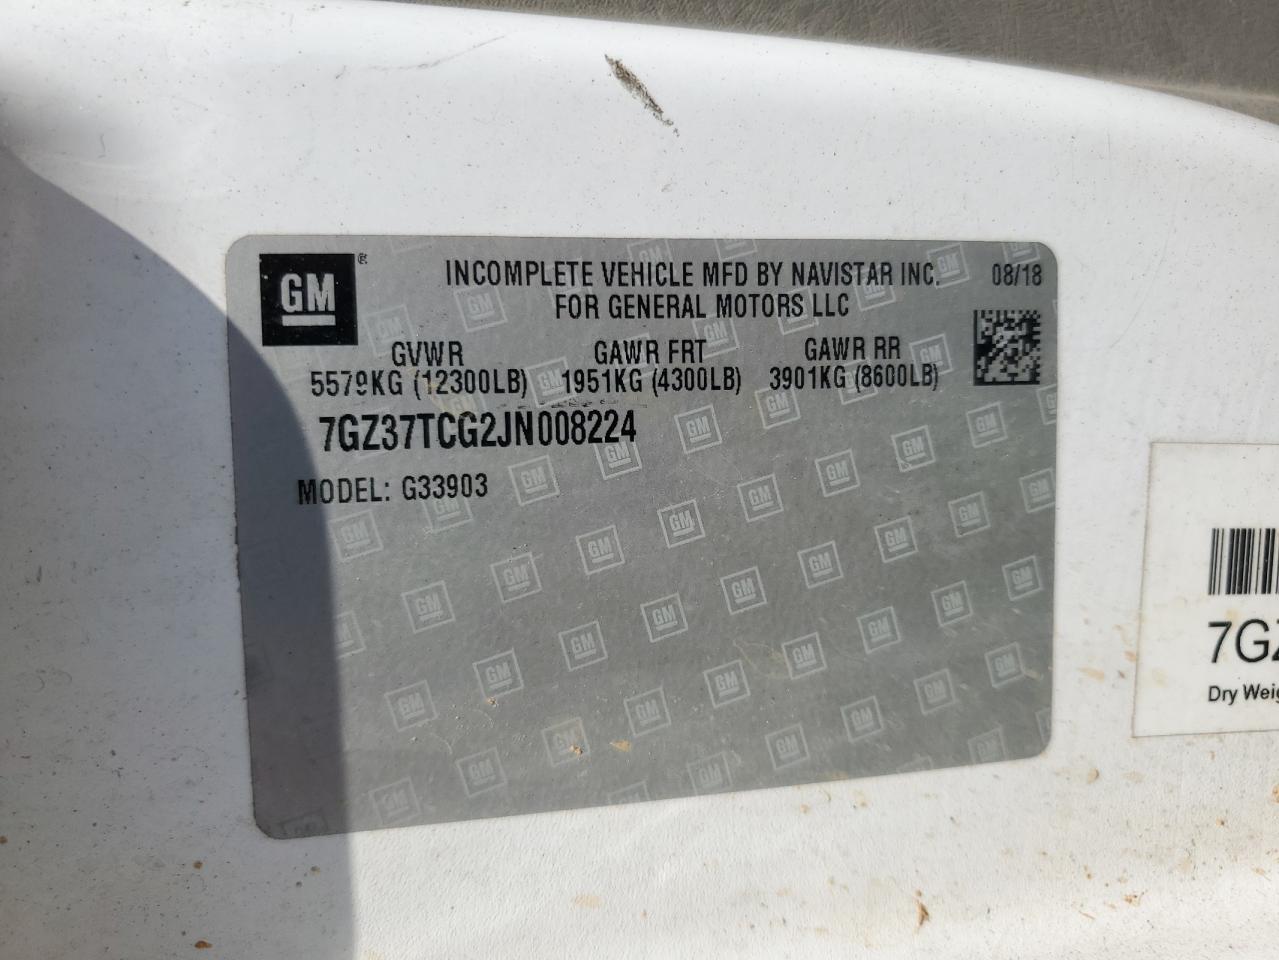 GM ®
INCOMPLETE VEHICLE MFD BY NAVISTAR INC. 08/18
FOR GENERAL MOTORS LLC
GVWR GAWR FRT GAWR RR
5579KG (12300LB) 1951KG (4300LB) 3901KG (8600LB)
7GZ37TCG2JN008224
MODEL: G33903
7GZ
Dry Weig